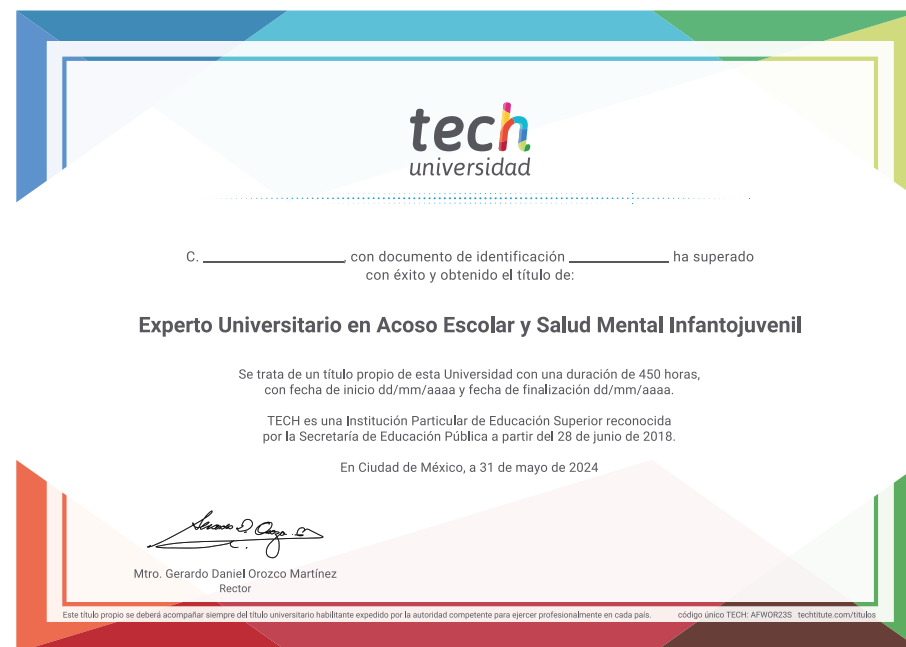 tech
universidad
C. ____________, con documento de identificación ____________ ha superado
con éxito y obtenido el título de:
Experto Universitario en Acoso Escolar y Salud Mental Infantojuvenil
Se trata de un título propio de esta Universidad con una duración de 450 horas,
con fecha de inicio dd/mm/aaaa y fecha de finalización dd/mm/aaaa.
TECH es una Institución Particular de Educación Superior reconocida
por la Secretaría de Educación Pública a partir del 28 de junio de 2018.
En Ciudad de México, a 31 de mayo de 2024
Mtro. Gerardo Daniel Orozco Martínez
Rector
Este título propio se deberá acompañar siempre del título universitario habilitante expedido por la autoridad competente para ejercer profesionalmente en cada país. código único TECH: AFWOR23S techtitute.com/titulos